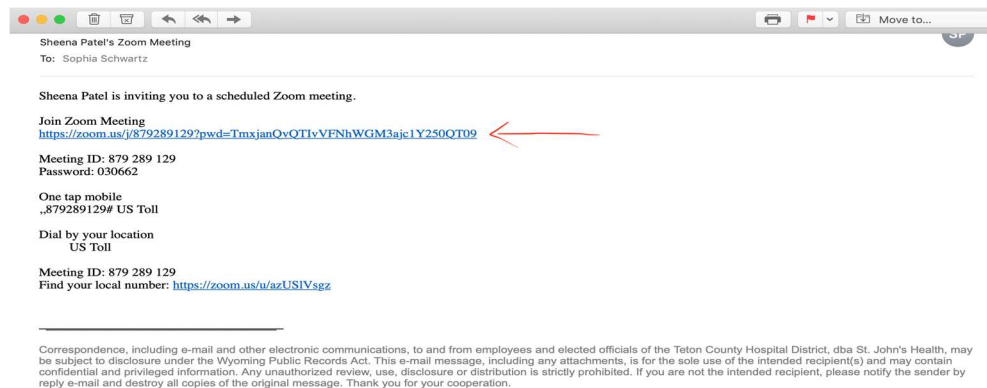 Move to...
SP
Sheena Patel's Zoom Meeting
To: Sophia Schwartz
Sheena Patel is inviting you to a scheduled Zoom meeting.
Join Zoom Meeting
https://zoom.us/j/879289129?pwd=TmxjanQvQTIvVFNhWGM3ajc1Y250QT09
Meeting ID: 879 289 129
Password: 030662
One tap mobile
,,879289129# US Toll
Dial by your location
US Toll
Meeting ID: 879 289 129
Find your local number: https://zoom.us/u/azUSlVsgz
Correspondence, including e-mail and other electronic communications, to and from employees and elected officials of the Teton County Hospital District, dba St. John's Health, may
be subject to disclosure under the Wyoming Public Records Act. This e-mail message, including any attachments, is for the sole use of the intended recipient(s) and may contain
confidential and privileged information. Any unauthorized review, use, disclosure or distribution is strictly prohibited. If you are not the intended recipient, please notify the sender by
reply e-mail and destroy all copies of the original message. Thank you for your cooperation.